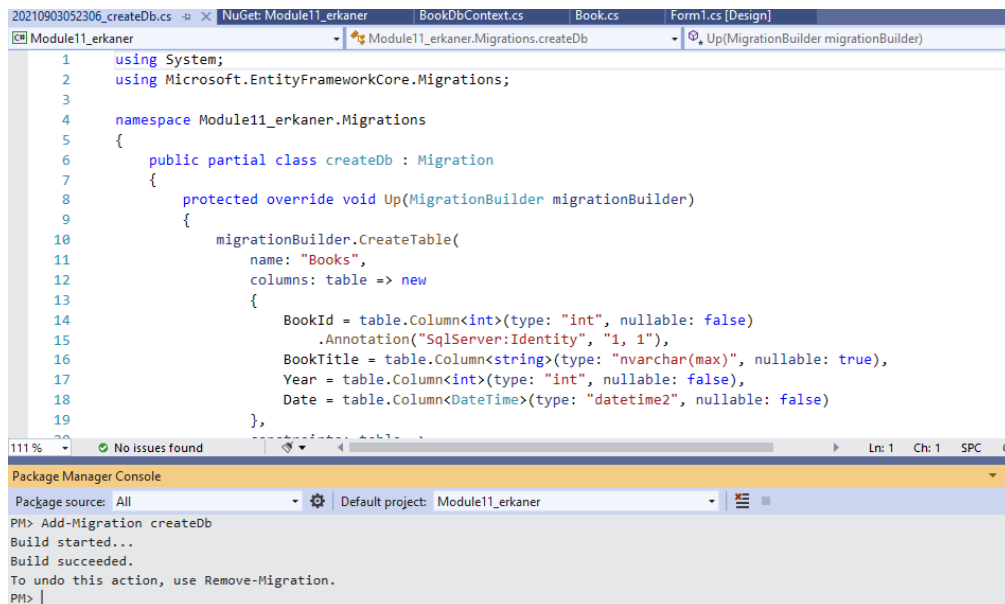 20210903052306_createDb.cs NuGet: Module11_erkaner BookDbContext.cs Book.cs Form1.cs [Design]
C# Module11_erkaner Module11_erkaner.Migrations.createDb Up(MigrationBuilder migrationBuilder)
1 using System;
2 using Microsoft.EntityFrameworkCore.Migrations;
3
4 namespace Module11_erkaner.Migrations
5 {
6 public partial class createDb : Migration
7 {
8 protected override void Up(MigrationBuilder migrationBuilder)
9 {
10 migrationBuilder.CreateTable(
11 name: "Books",
12 columns: table => new
13 {
14 BookId = table.Column<int>(type: "int", nullable: false)
15 .Annotation("SqlServer:Identity", "1, 1"),
16 BookTitle = table.Column<string>(type: "nvarchar(max)", nullable: true),
17 Year = table.Column<int>(type: "int", nullable: false),
18 Date = table.Column<DateTime>(type: "datetime2", nullable: false)
19 },
111 % No issues found Ln: 1 Ch: 1 SPC
Package Manager Console
Package source: All Default project: Module11_erkaner
PM> Add-Migration createDb
Build started...
Build succeeded.
To undo this action, use Remove-Migration.
PM>